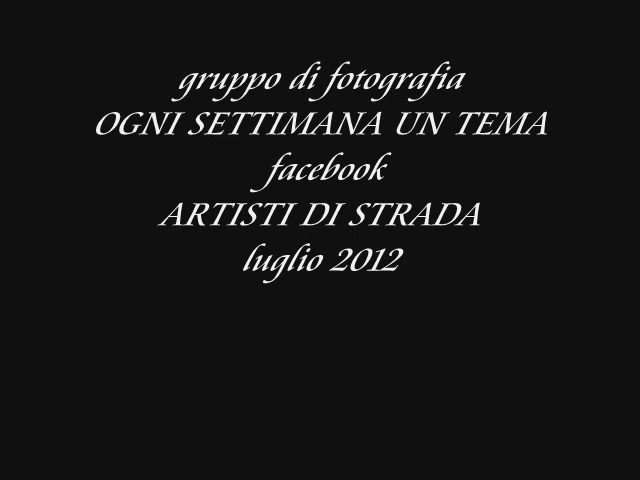 gruppo di fotografia
OGNI SETTIMANA UN TEMA
facebook
ARTISTI DI STRADA
luglio 2012